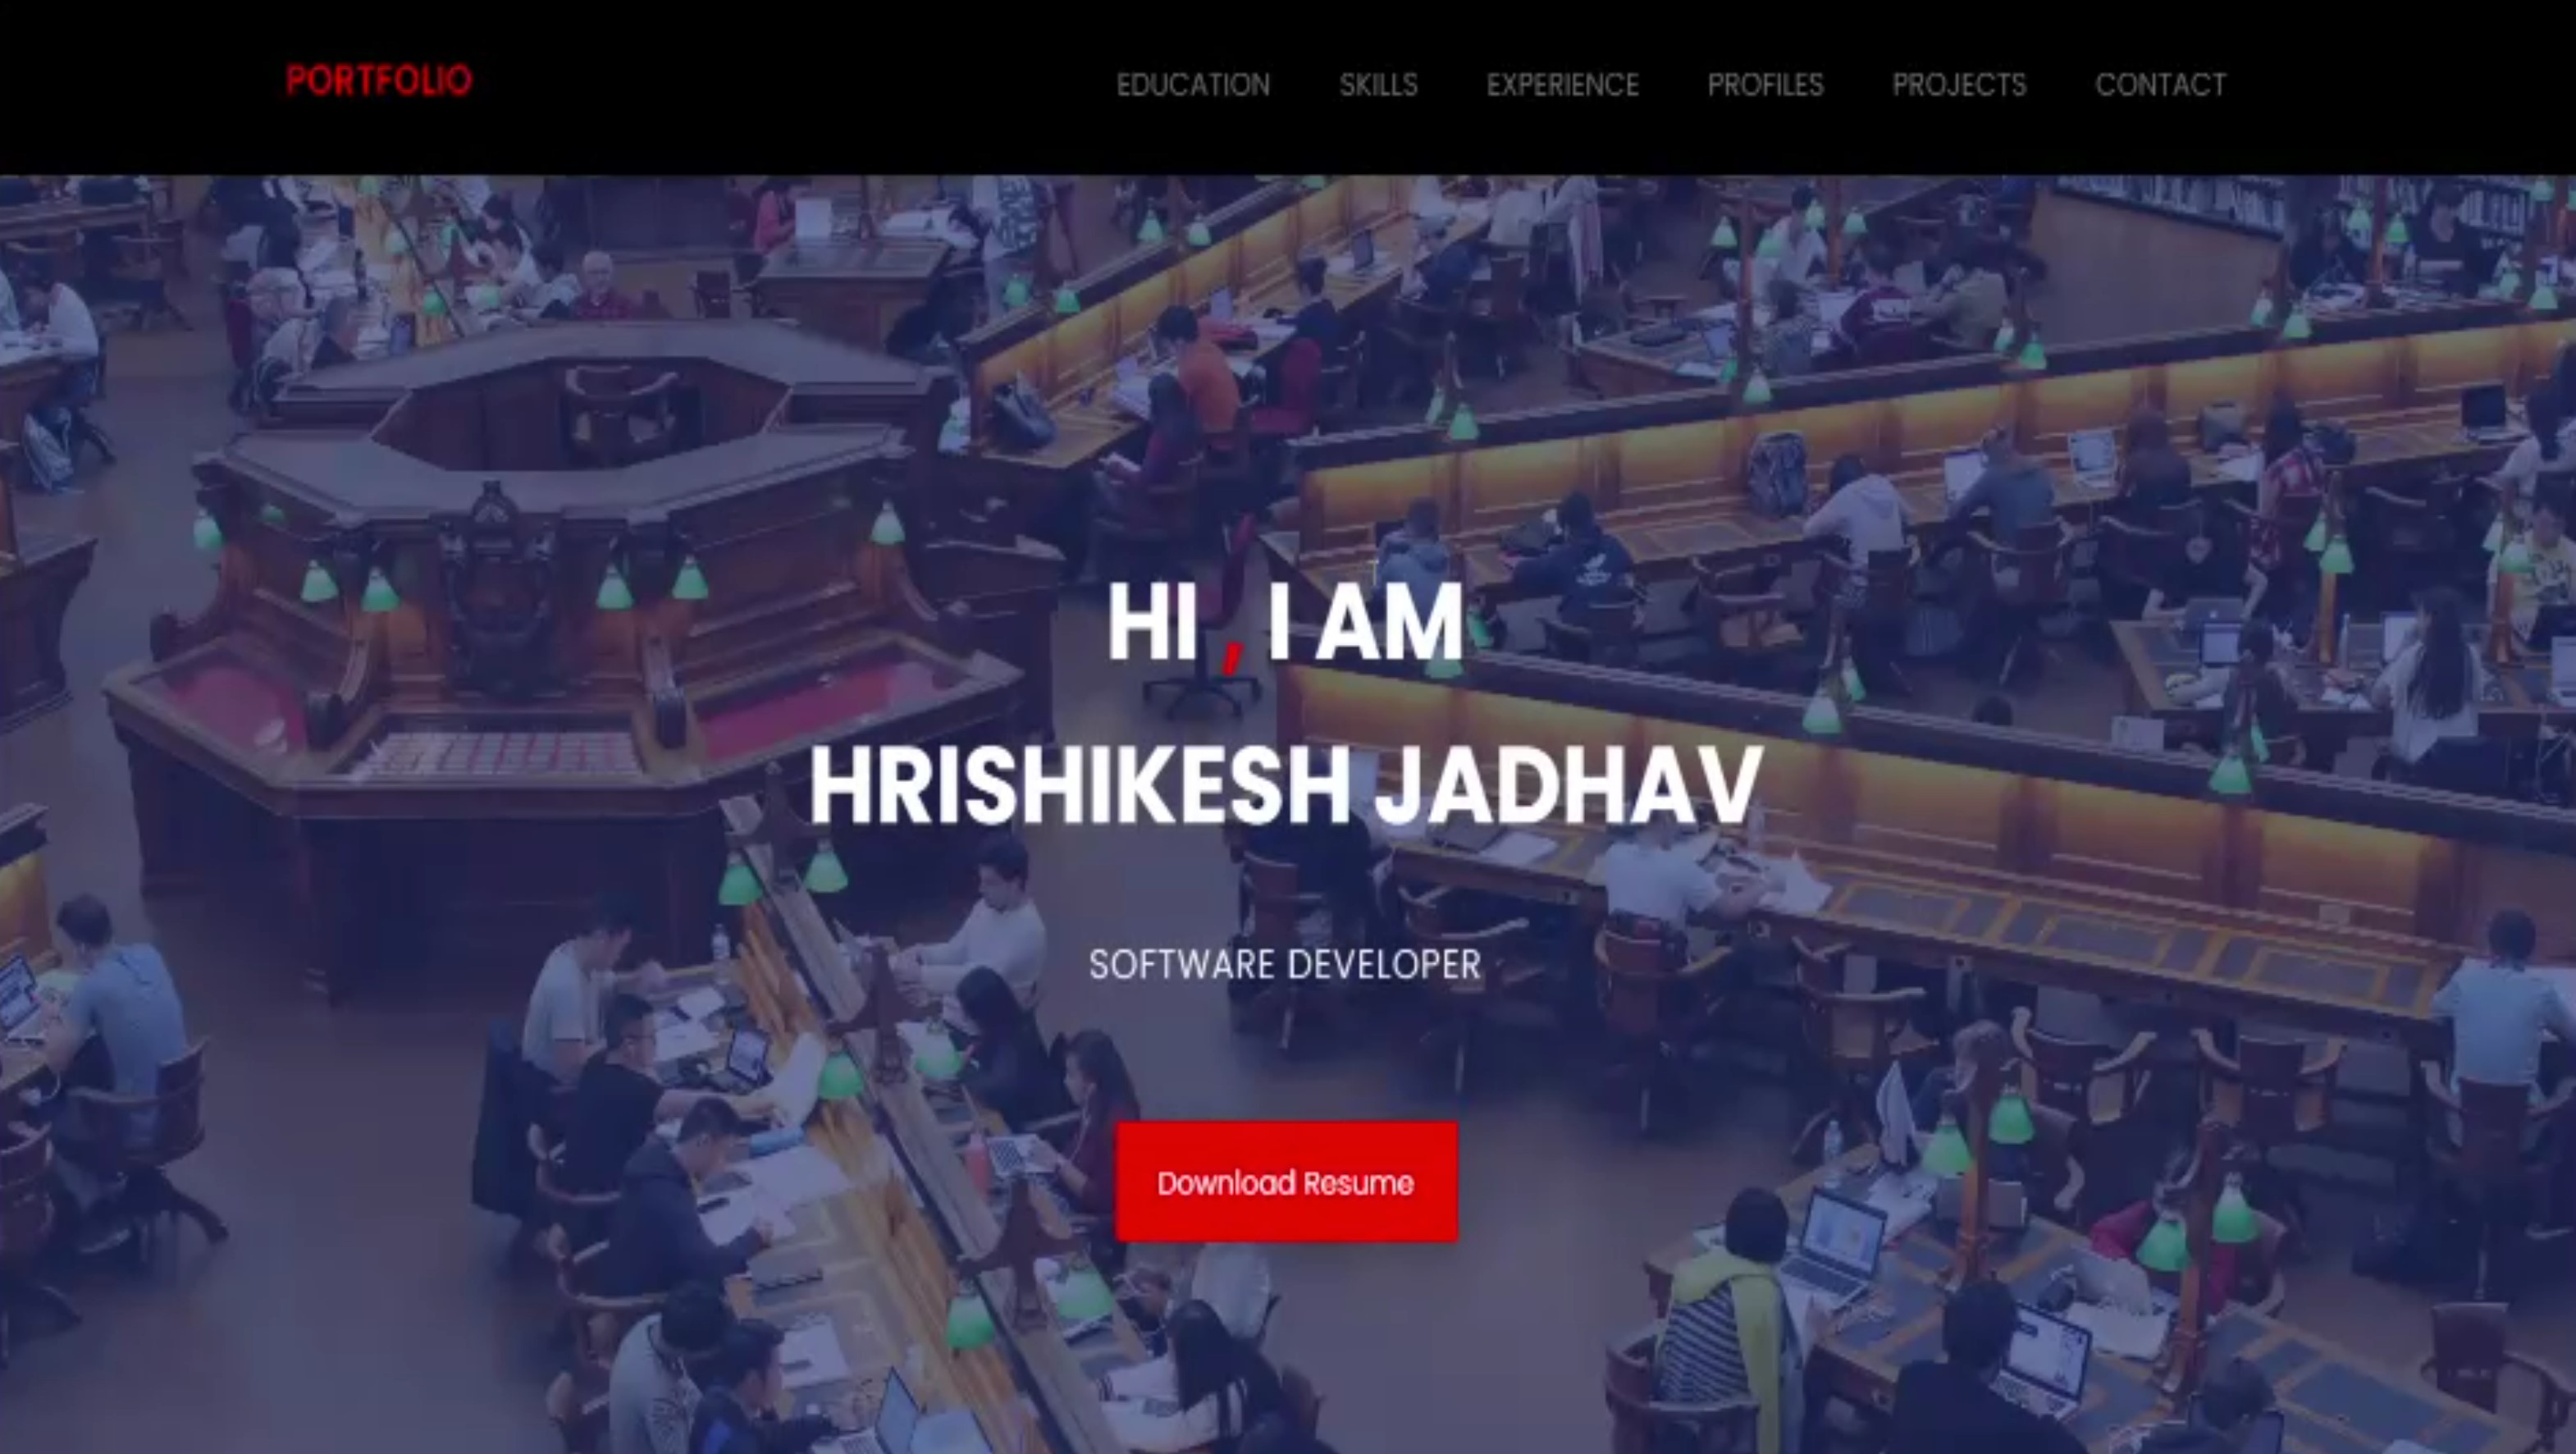 PORTFOLIO EDUCATION SKILLS EXPERIENCE PROFILES PROJECTS CONTACT
HI , I AM
HRISHIKESH JADHAV
SOFTWARE DEVELOPER
Download Resume